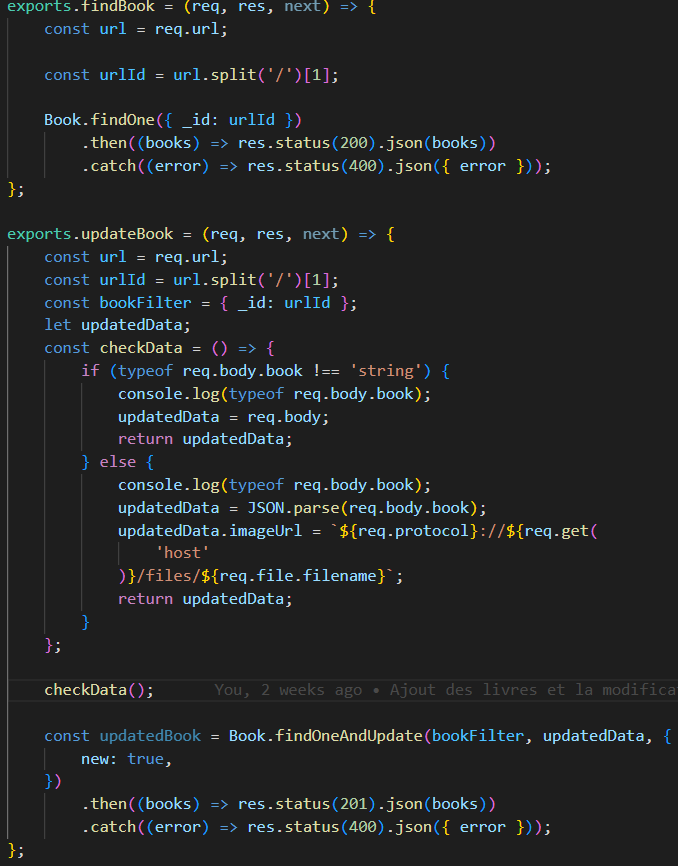 exports.findBook = (req, res, next) => {
    const url = req.url;

    const urlId = url.split('/')[1];

    Book.findOne({ _id: urlId })
        .then((books) => res.status(200).json(books))
        .catch((error) => res.status(400).json({ error }));
};

exports.updateBook = (req, res, next) => {
    const url = req.url;
    const urlId = url.split('/')[1];
    const bookFilter = { _id: urlId };
    let updatedData;
    const checkData = () => {
        if (typeof req.body.book !== 'string') {
            console.log(typeof req.body.book);
            updatedData = req.body;
            return updatedData;
        } else {
            console.log(typeof req.body.book);
            updatedData = JSON.parse(req.body.book);
            updatedData.imageUrl = `${req.protocol}://${req.get(
                'host'
            )}/files/${req.file.filename}`;
            return updatedData;
        }
    };

    checkData();      You, 2 weeks ago • Ajout des livres et la modifica

    const updatedBook = Book.findOneAndUpdate(bookFilter, updatedData, {
        new: true,
    })
        .then((books) => res.status(201).json(books))
        .catch((error) => res.status(400).json({ error }));
};